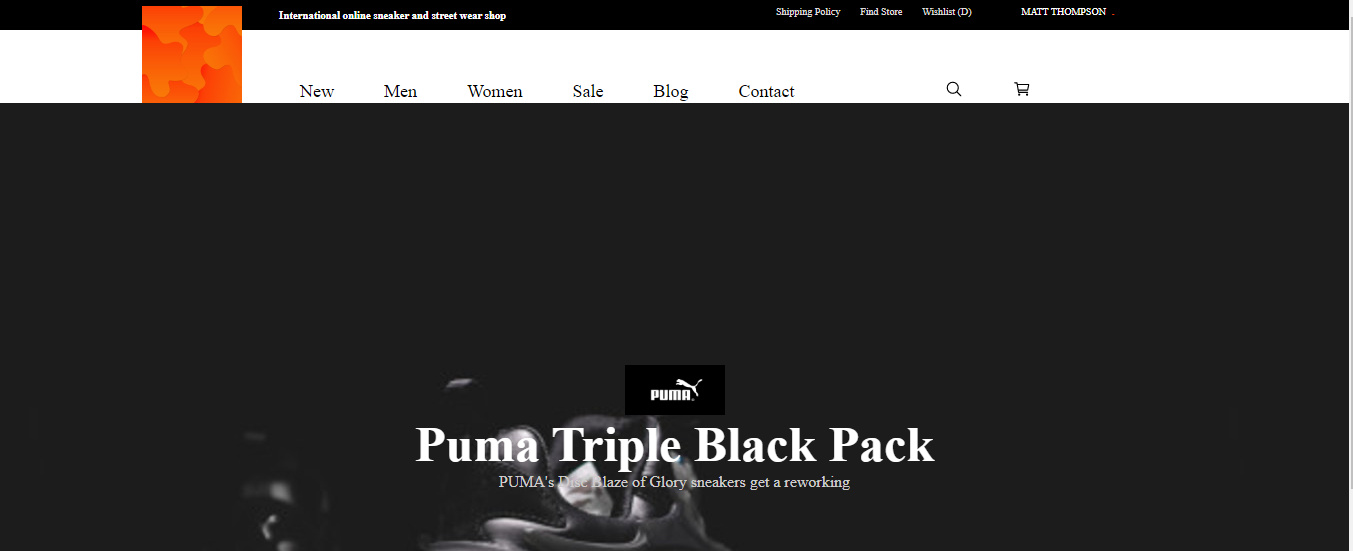 International online sneaker and street wear shop
Shipping Policy
Find Store
Wishlist (D)
MATT THOMPSON
New
Men
Women
Sale
Blog
Contact
PUMA
Puma Triple Black Pack
PUMA's Disc Blaze of Glory sneakers get a reworking